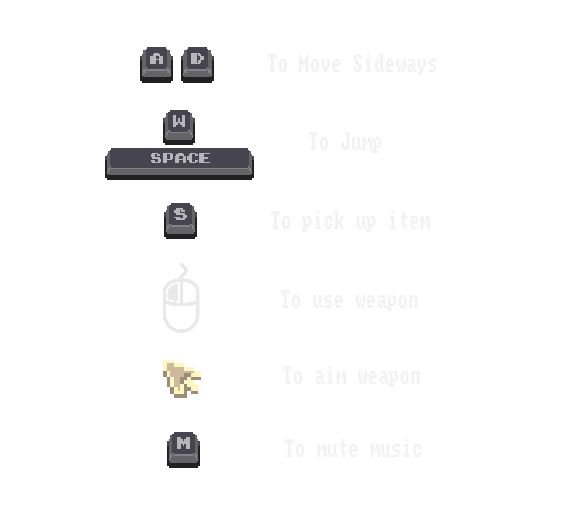 A D To Move Sideways
W
To Jump
SPACE
S To pick up item
To use weapon
To aim weapon
M To mute music